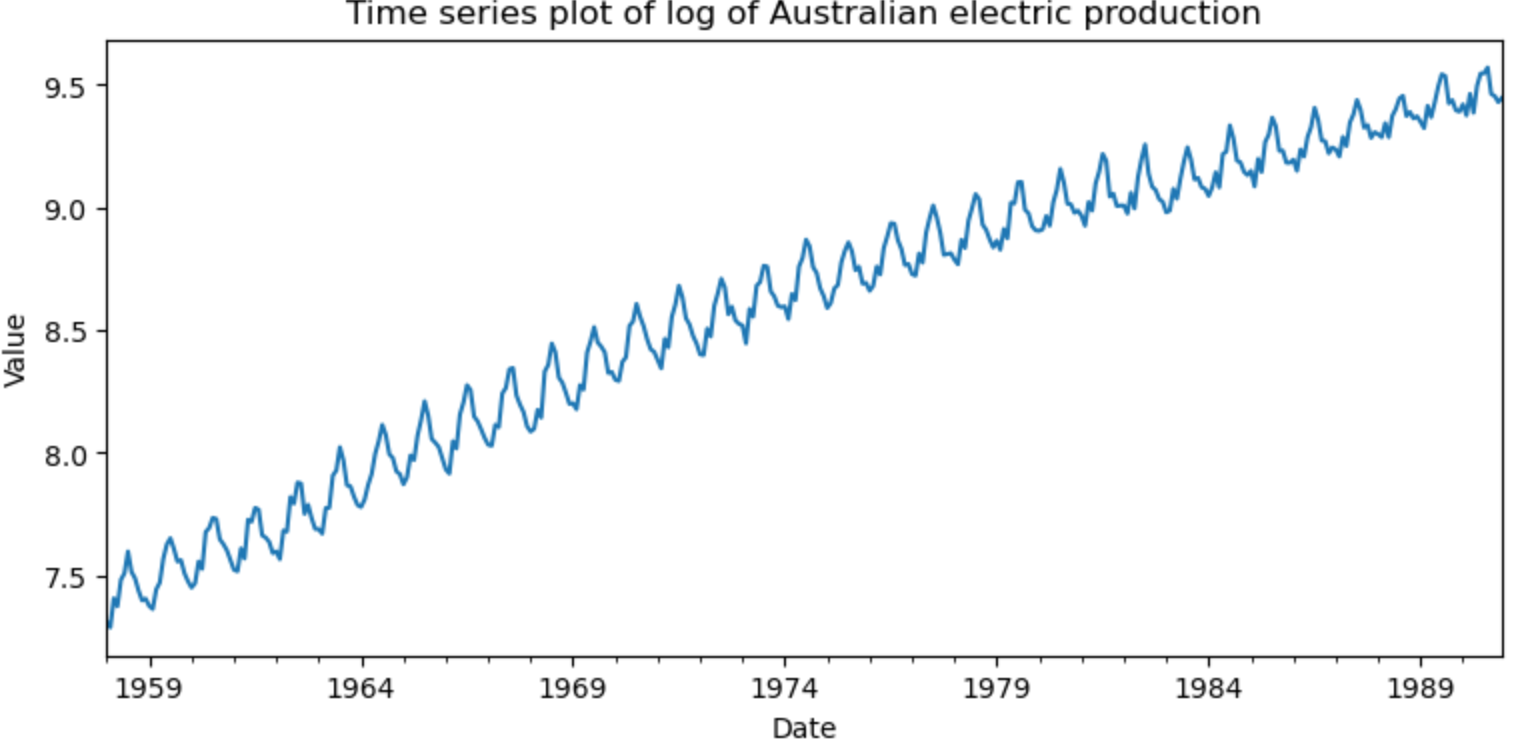 Time series plot of log of Australian electric production
9.5
9.0
8.5
8.0
7.5
Value
1959 1964 1969 1974 1979 1984 1989
Date